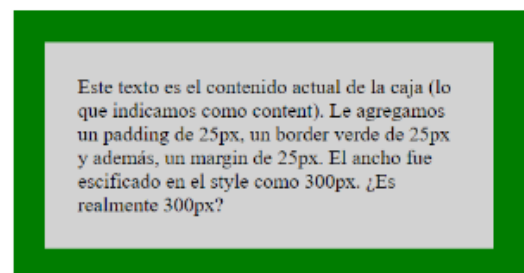 Este texto es el contenido actual de la caja (lo
que indicamos como content). Le agregamos
un padding de 25px, un border verde de 25px
y además, un margin de 25px. El ancho fue
escificado en el style como 300px. ¿Es
realmente 300px?